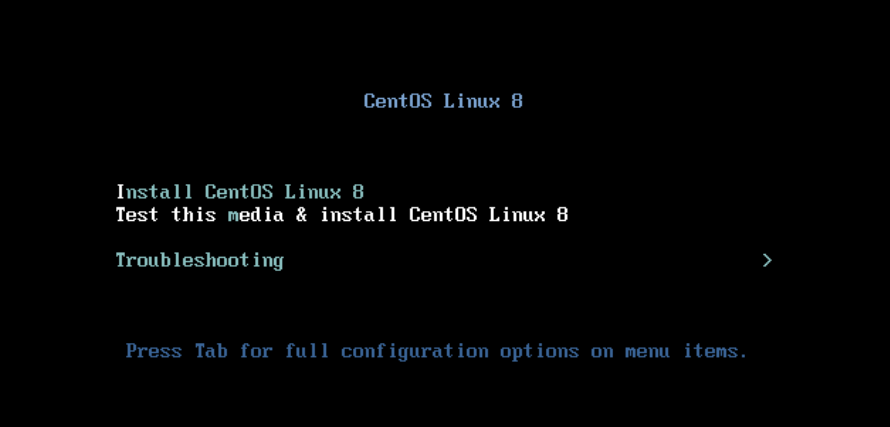 CentOS Linux 8
Install CentOS Linux 8
Test this media & install CentOS Linux 8
Troubleshooting >
Press Tab for full configuration options on menu items.